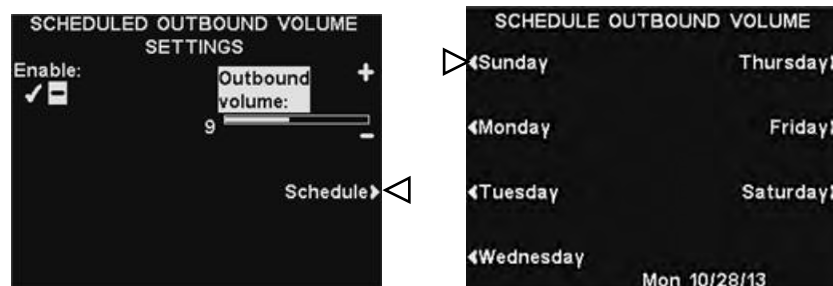 SCHEDULED OUTBOUND VOLUME
SETTINGS
Enable:
✓ −
Outbound
volume:
+
9
−
Schedule
SCHEDULE OUTBOUND VOLUME
Sunday
Thursday
Monday
Friday
Tuesday
Saturday
Wednesday
Mon 10/28/13